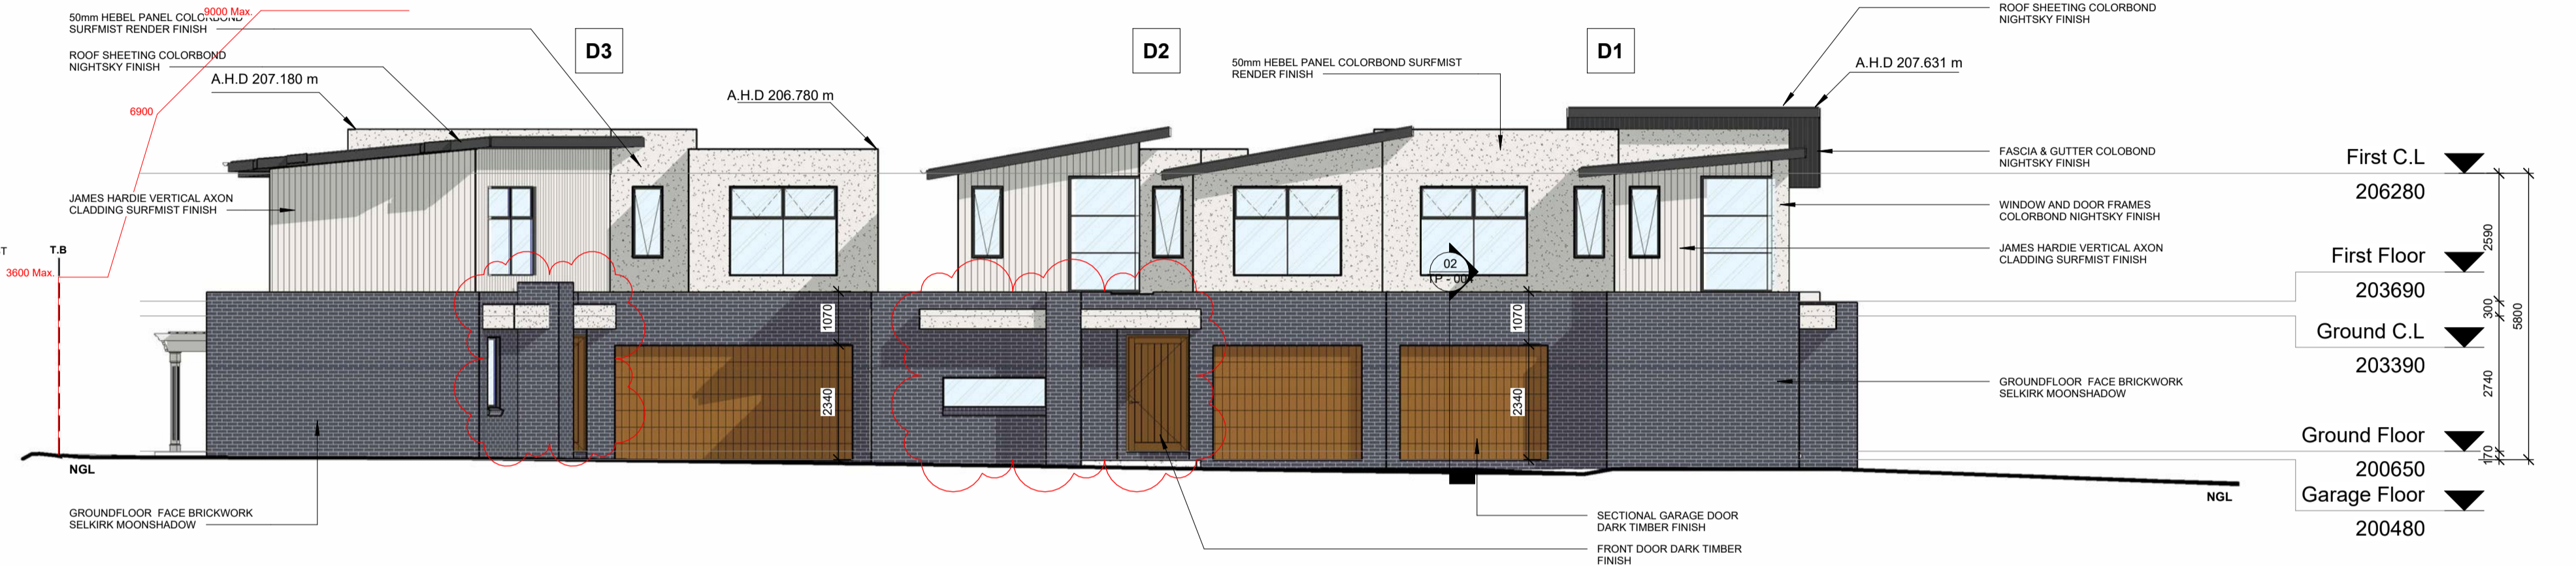 9000 Max.
50mm HEBEL PANEL COLORBOND
SURFMIST RENDER FINISH
ROOF SHEETING COLORBOND
NIGHTSKY FINISH
A.H.D 207.180 m
6900
D3
A.H.D 206.780 m
D2
50mm HEBEL PANEL COLORBOND SURFMIST
RENDER FINISH
D1
ROOF SHEETING COLORBOND
NIGHTSKY FINISH
A.H.D 207.631 m
FASCIA & GUTTER COLOBOND
NIGHTSKY FINISH
WINDOW AND DOOR FRAMES
COLORBOND NIGHTSKY FINISH
JAMES HARDIE VERTICAL AXON
CLADDING SURFMIST FINISH
JAMES HARDIE VERTICAL AXON
CLADDING SURFMIST FINISH
ST
T.B
3600 Max.
02
TP - 004
1070
2340
1070
2340
GROUNDFLOOR FACE BRICKWORK
SELKIRK MOONSHADOW
NGL
GROUNDFLOOR FACE BRICKWORK
SELKIRK MOONSHADOW
SECTIONAL GARAGE DOOR
DARK TIMBER FINISH
FRONT DOOR DARK TIMBER
FINISH
NGL
First C.L
206280
First Floor
203690
Ground C.L
203390
Ground Floor
200650
Garage Floor
200480
2590
300
2740
170
5800